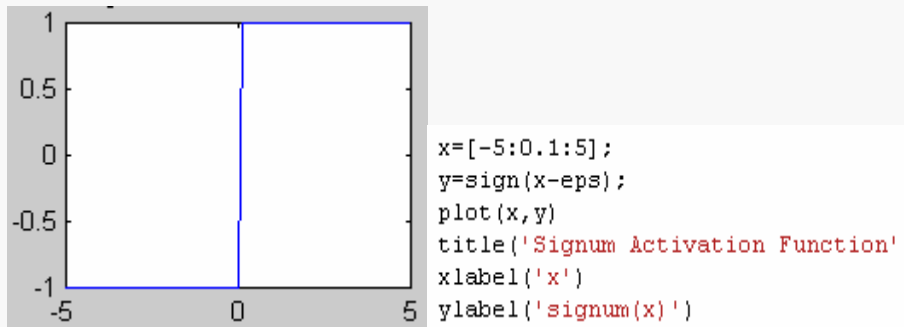 1
0.5
0
-0.5
-1
-5 0 5
x=[-5:0.1:5];
y=sign(x-eps);
plot(x,y)
title('Signum Activation Function'
xlabel('x')
ylabel('signum(x)')